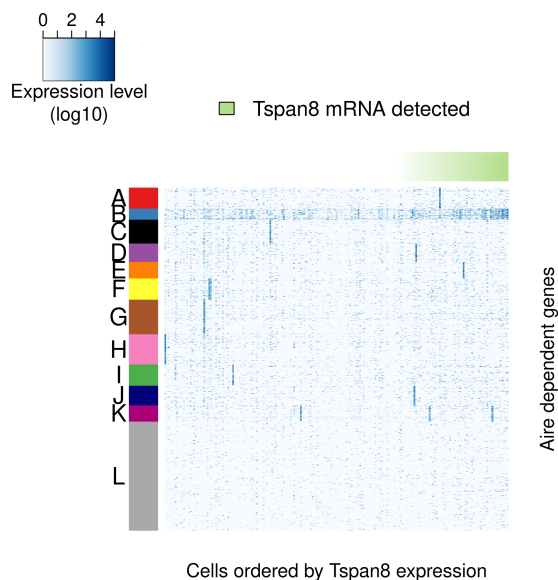 0 2 4
Expression level
(log10)
Tspan8 mRNA detected
A
B
C
D
E
F
G
H
I
J
K
L
Aire dependent genes
Cells ordered by Tspan8 expression